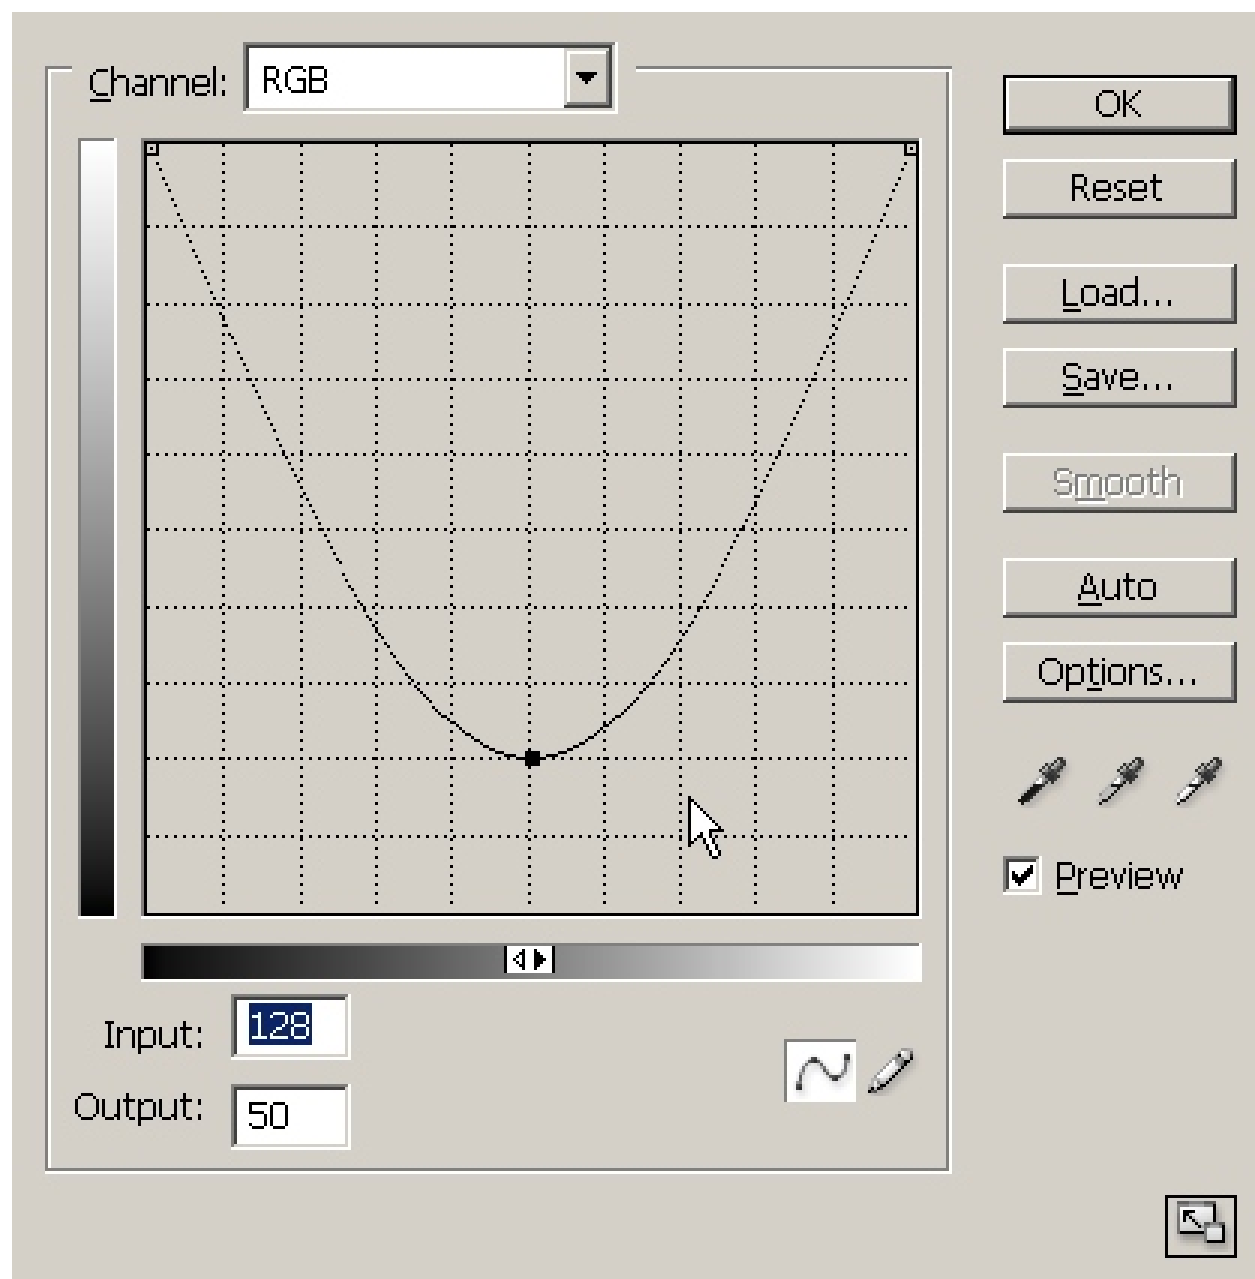 Channel: RGB
OK
Reset
Load...
Save...
Smooth
Auto
Options...
Preview
Input: 128
Output: 50